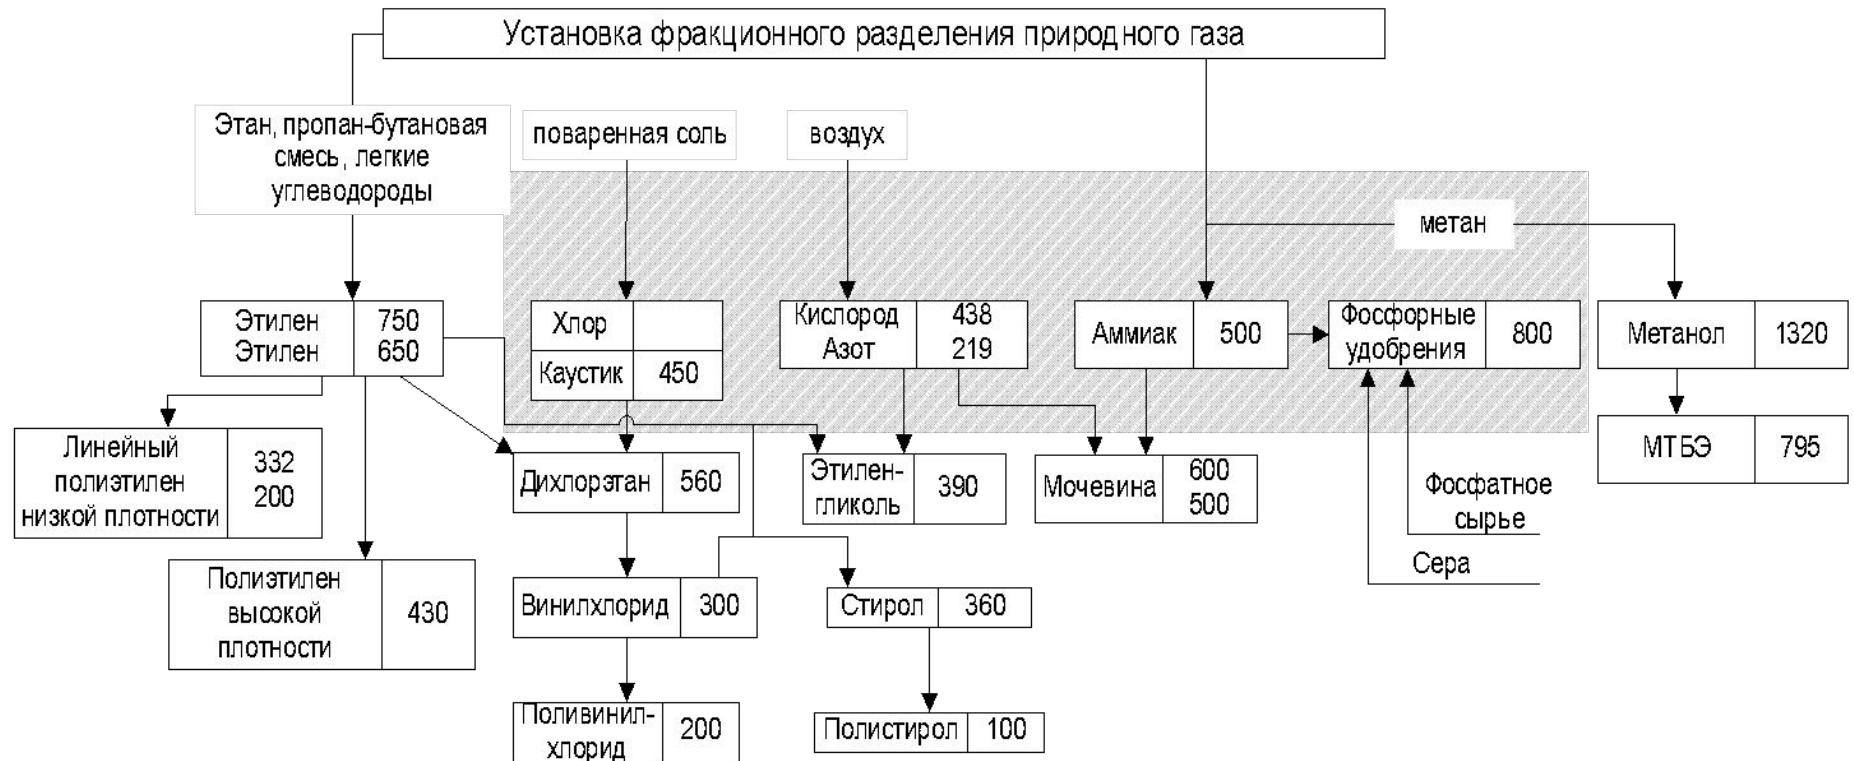 Установка фракционного разделения природного газа
Этан, пропан-бутановая
смесь, легкие
углеводороды
поваренная соль
воздух
метан
Этилен 750
Этилен 650
Хлор
Каустик 450
Кислород 438
Азот 219
Аммиак 500
Фосфорные
удобрения
800
Метанол 1320
Линейный
полиэтилен
низкой плотности
332
200
Дихлорэтан 560
Этилен-
гликоль
390
Мочевина
600
500
МТБЭ 795
Фосфатное
сырье
Сера
Полиэтилен
высокой
плотности
430
Винилхлорид 300
Стирол 360
Поливинил-
хлорид
200
Полистирол 100